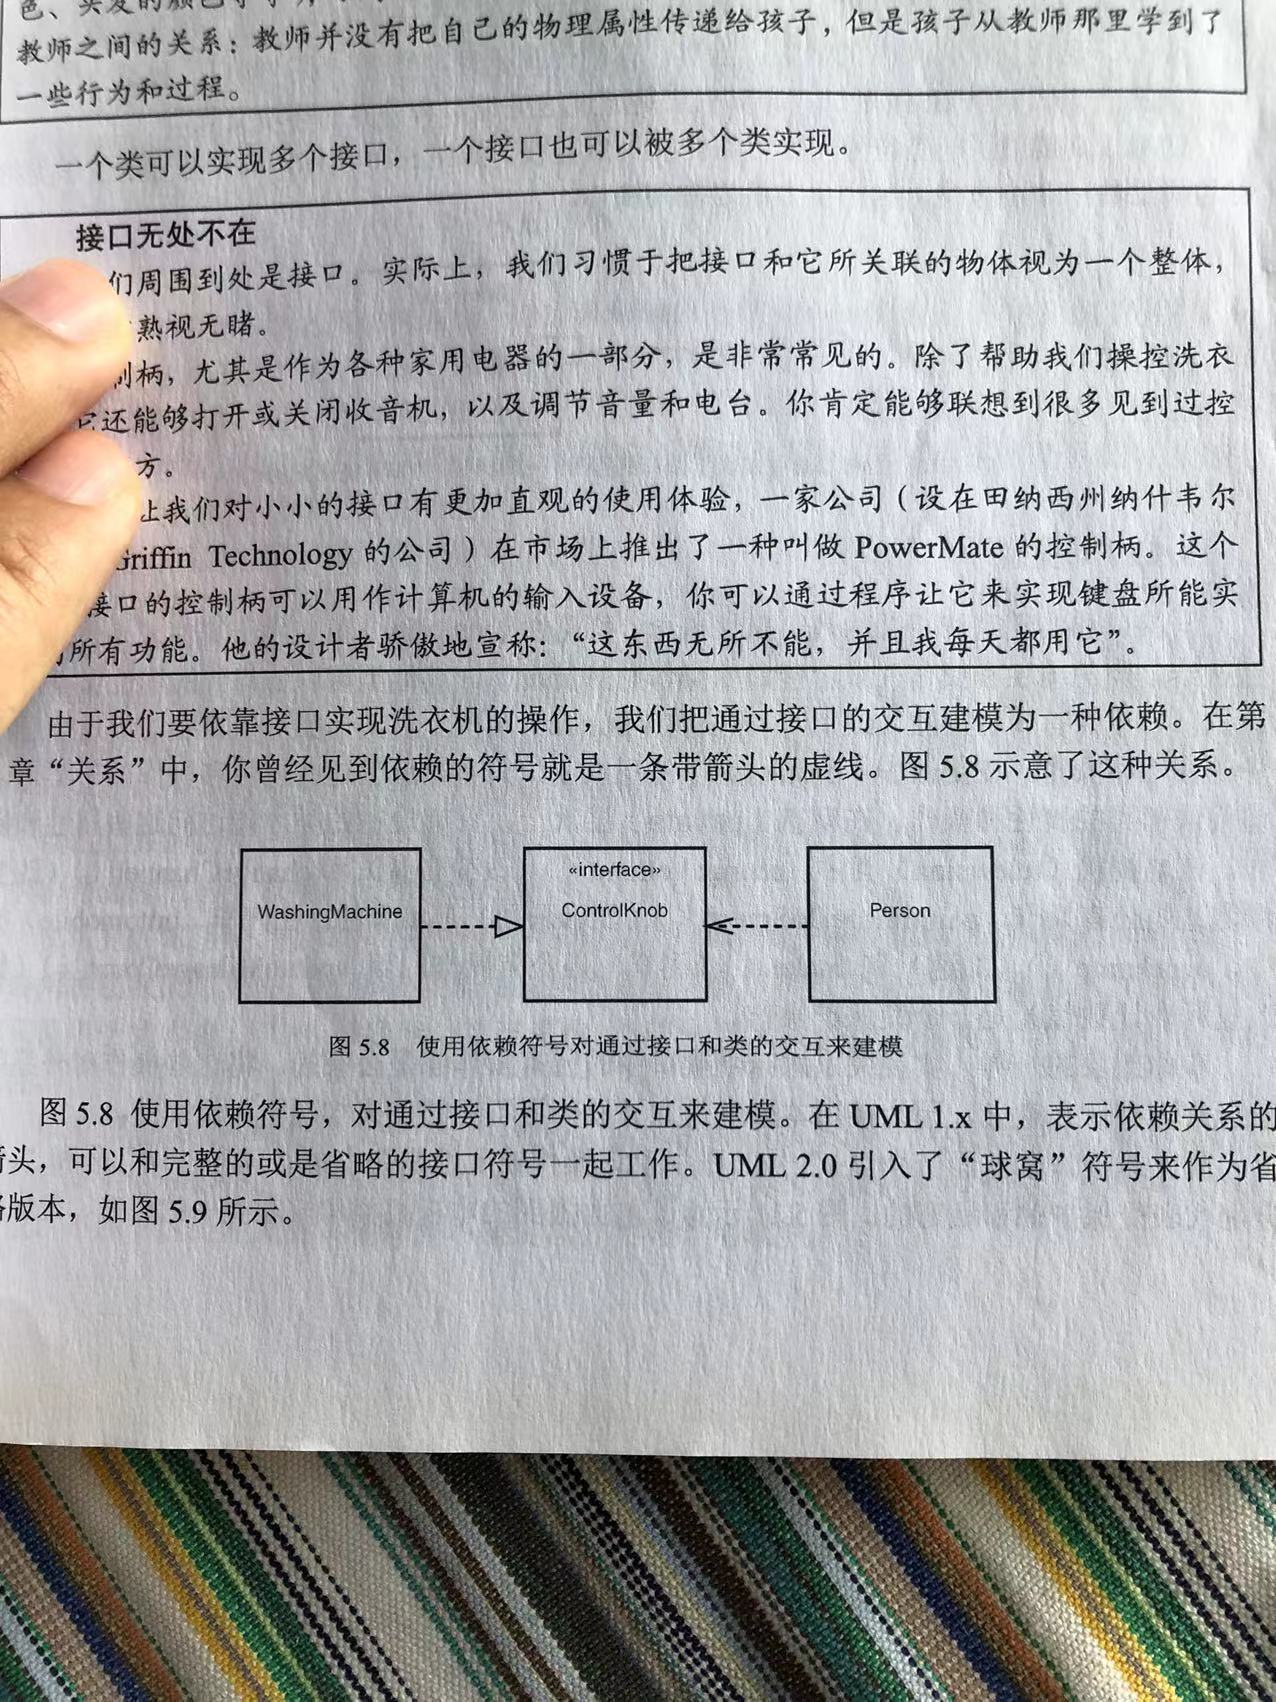 色、头发的颜色
教师之间的关系：教师并没有把自己的物理属性传递给孩子，但是孩子从教师那里学到了
一些行为和过程。
一个类可以实现多个接口，一个接口也可以被多个类实现。
接口无处不在
们周围到处是接口。实际上，我们习惯于把接口和它所关联的物体视为一个整体，
熟视无睹。
制柄，尤其是作为各种家用电器的一部分，是非常常见的。除了帮助我们操控洗衣
它还能够打开或关闭收音机，以及调节音量和电台。你肯定能够联想到很多见到过控
方。
让我们对小小的接口有更加直观的使用体验，一家公司（设在田纳西州纳什韦尔
Griffin Technology 的公司）在市场上推出了一种叫做 PowerMate 的控制柄。这个
接口的控制柄可以用作计算机的输入设备，你可以通过程序让它来实现键盘所能实
所有功能。他的设计者骄傲地宣称：“这东西无所不能，并且我每天都用它”。
由于我们要依靠接口实现洗衣机的操作，我们把通过接口的交互建模为一种依赖。在第
章“关系”中，你曾经见到依赖的符号就是一条带箭头的虚线。图 5.8 示意了这种关系。
WashingMachine
«interface»
ControlKnob
Person
图 5.8 使用依赖符号对通过接口和类的交互来建模
图 5.8 使用依赖符号，对通过接口和类的交互来建模。在 UML 1.x 中，表示依赖关系的
箭头，可以和完整的或是省略的接口符号一起工作。UML 2.0 引入了“球窝”符号来作为省
略版本，如图 5.9 所示。